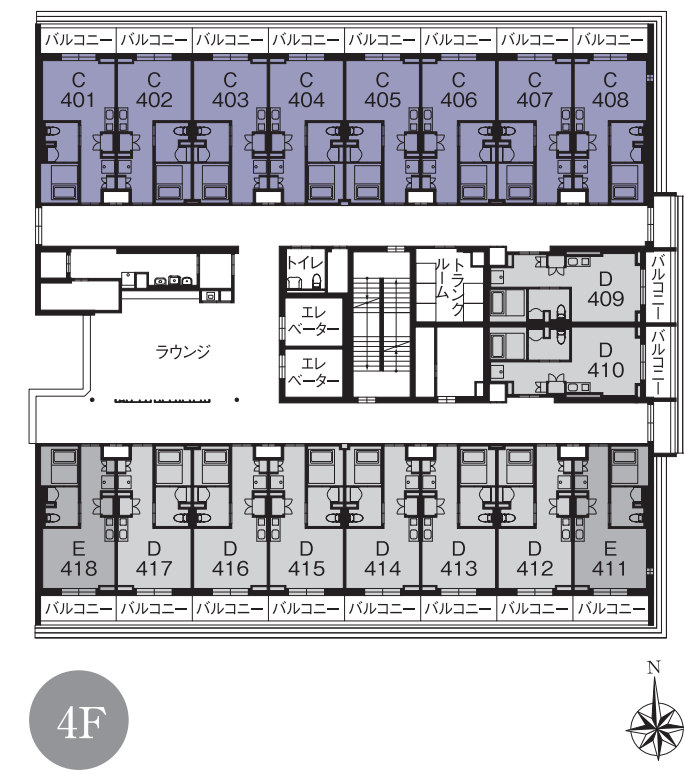 バルコニー バルコニー バルコニー バルコニー バルコニー バルコニー バルコニー バルコニー
C C C C C C C C
401 402 403 404 405 406 407 408
トイレ
トランク
ルーム
D
409
バルコニー
エレ
ベーター
ラウンジ
エレ
ベーター
D
410
バルコニー
E D D D D D D E
418 417 416 415 414 413 412 411
バルコニー バルコニー バルコニー バルコニー バルコニー バルコニー バルコニー バルコニー
4F
N